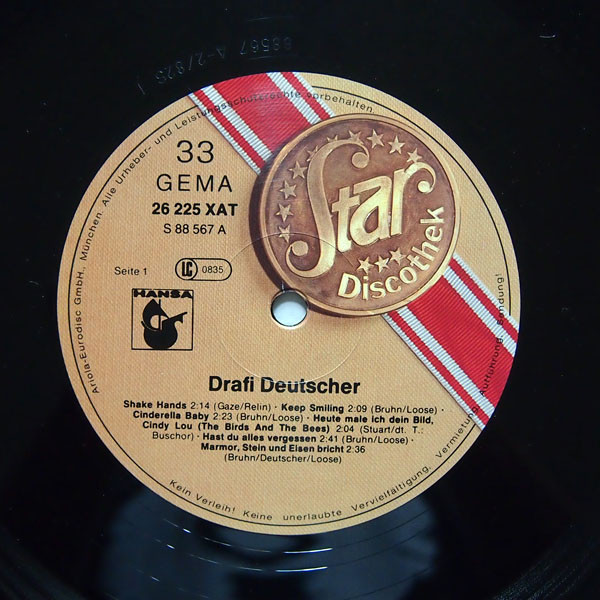 Ariola-Eurodisc GmbH., München. Alle Urheber- und Leistungsschutzrechte vorbehalten.
33
GEMA
26 225 XAT
S 88 567 A
Star
Discothek
Seite 1
LC 0835
HANSA
Drafi Deutscher
Shake Hands 2:14 (Gaze/Relin) · Keep Smiling 2:09 (Bruhn/Loose) ·
Cinderella Baby 2:23 (Bruhn/Loose) · Heute male ich dein Bild,
Cindy Lou (The Birds And The Bees) 2:04 (Stuart/dt. T.:
Buschor) · Hast du alles vergessen 2:41 (Bruhn/Loose) ·
Marmor, Stein und Eisen bricht 2:36
(Bruhn/Deutscher/Loose)
Kein Verleih! Keine unerlaubte Vervielfältigung, Vermietung, Aufführung, Sendung!